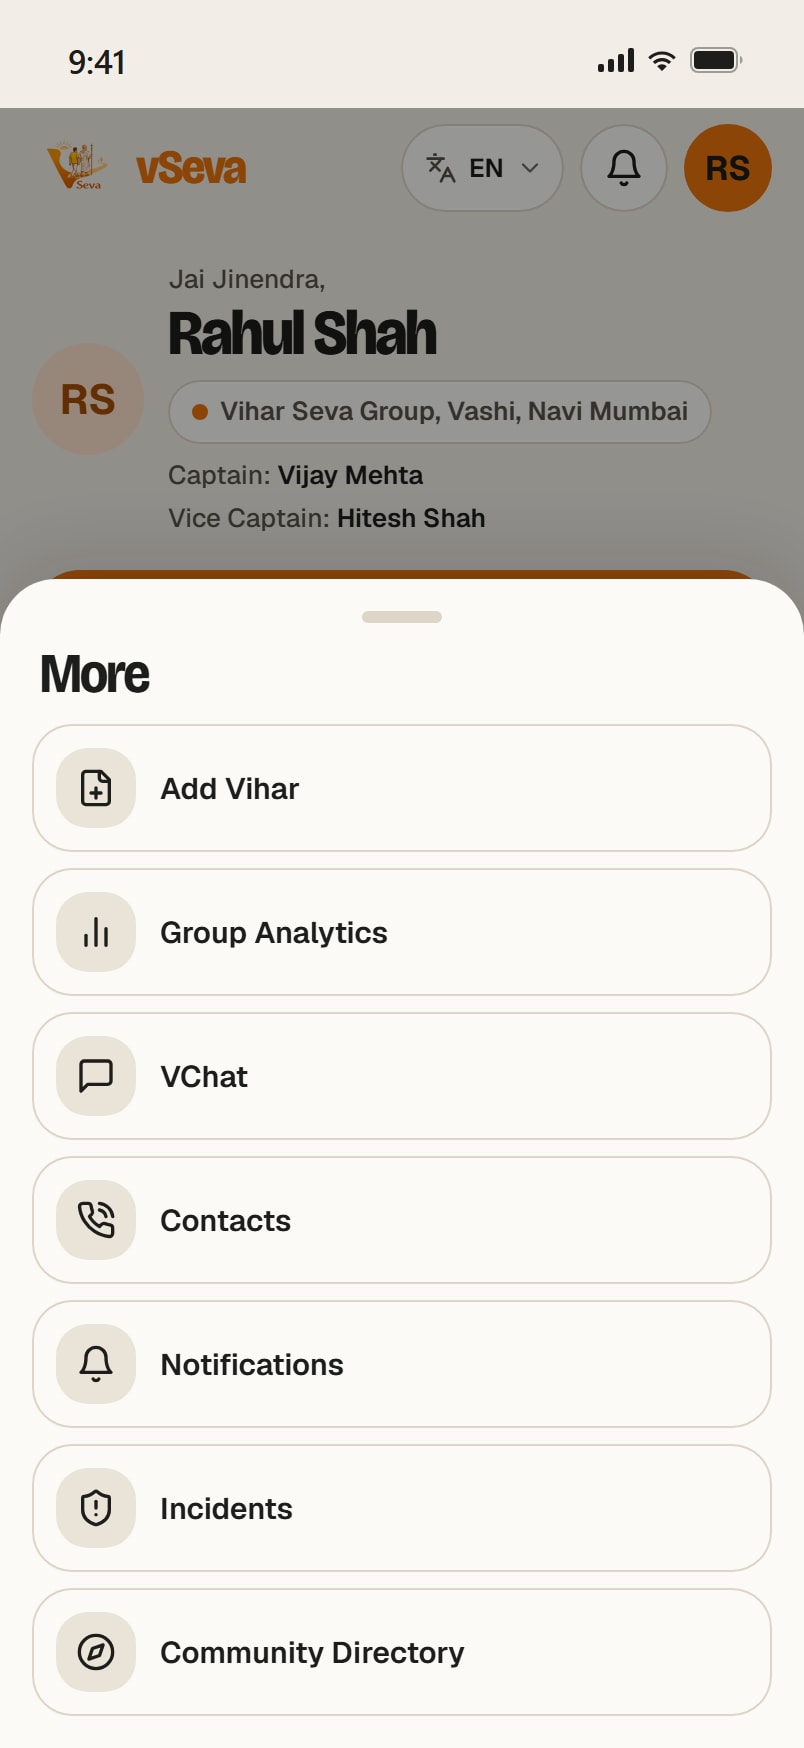 9:41
Seva
vSeva
EN
RS
Jai Jinendra,
Rahul Shah
RS
Vihar Seva Group, Vashi, Navi Mumbai
Captain: Vijay Mehta
Vice Captain: Hitesh Shah
More
Add Vihar
Group Analytics
VChat
Contacts
Notifications
Incidents
Community Directory